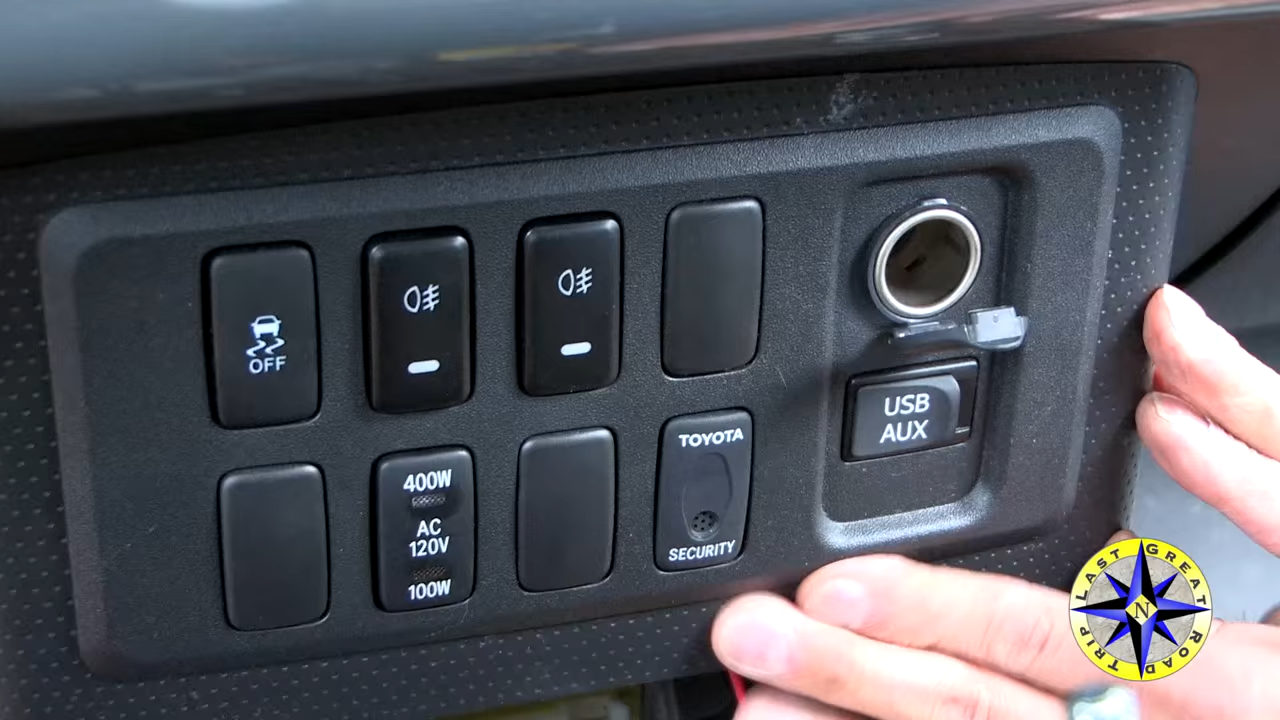 OFF
400W
AC
120V
100W
TOYOTA
SECURITY
USB
AUX
LAST GREAT ROAD TRIP
N